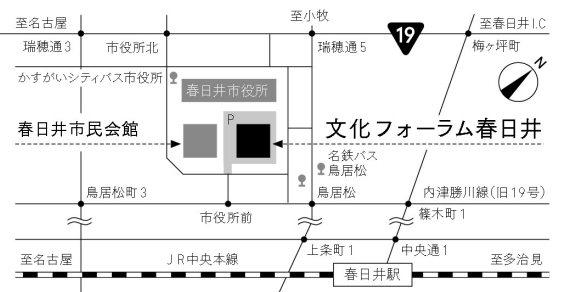 至小牧
至名古屋
至春日井I.C
19
瑞穂通3
市役所北
瑞穂通5
梅ヶ坪町
N
かすがいシティバス市役所
春日井市役所
P
春日井市民会館
文化フォーラム春日井
名鉄バス
鳥居松
鳥居松町3
鳥居松
内津勝川線(旧19号)
市役所前
篠木町1
上条町1
中央通1
至名古屋
JR中央本線
至多治見
春日井駅